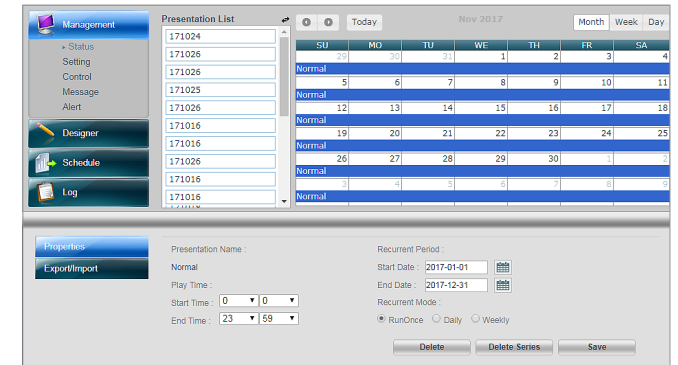 Management
Status
Setting
Control
Message
Alert
Designer
Schedule
Log
Presentation List
171024
171026
171026
171025
171026
171016
171016
171026
171016
171016
Today
Nov 2017
Month Week Day
SU MO TU WE TH FR SA
29 30 31 1 2 3 4
Normal
5 6 7 8 9 10 11
Normal
12 13 14 15 16 17 18
Normal
19 20 21 22 23 24 25
Normal
26 27 28 29 30 1 2
Normal
3 4 5 6 7 8 9
Normal
Properties
Export/Import
Presentation Name :
Normal
Play Time :
Start Time : 0 0
End Time : 23 59
Recurrent Period :
Start Date : 2017-01-01
End Date : 2017-12-31
Recurrent Mode :
RunOnce Daily Weekly
Delete Delete Series Save